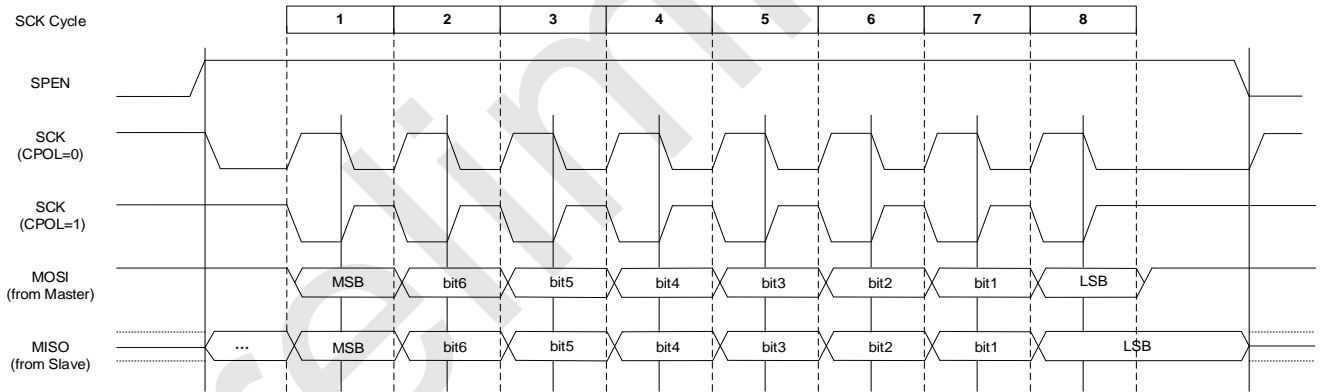 SCK Cycle 1 2 3 4 5 6 7 8
SPEN
SCK
(CPOL=0)
SCK
(CPOL=1)
MOSI
(from Master)
MSB bit6 bit5 bit4 bit3 bit2 bit1 LSB
MISO
(from Slave)
... MSB bit6 bit5 bit4 bit3 bit2 bit1 LSB
elim